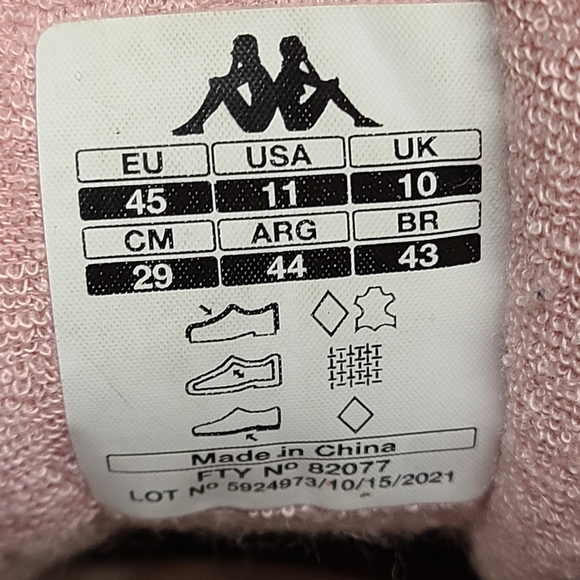 EU USA UK
45 11 10
CM ARG BR
29 44 43
Made in China
FTY Nº 82077
LOT Nº 5924973/10/15/2021